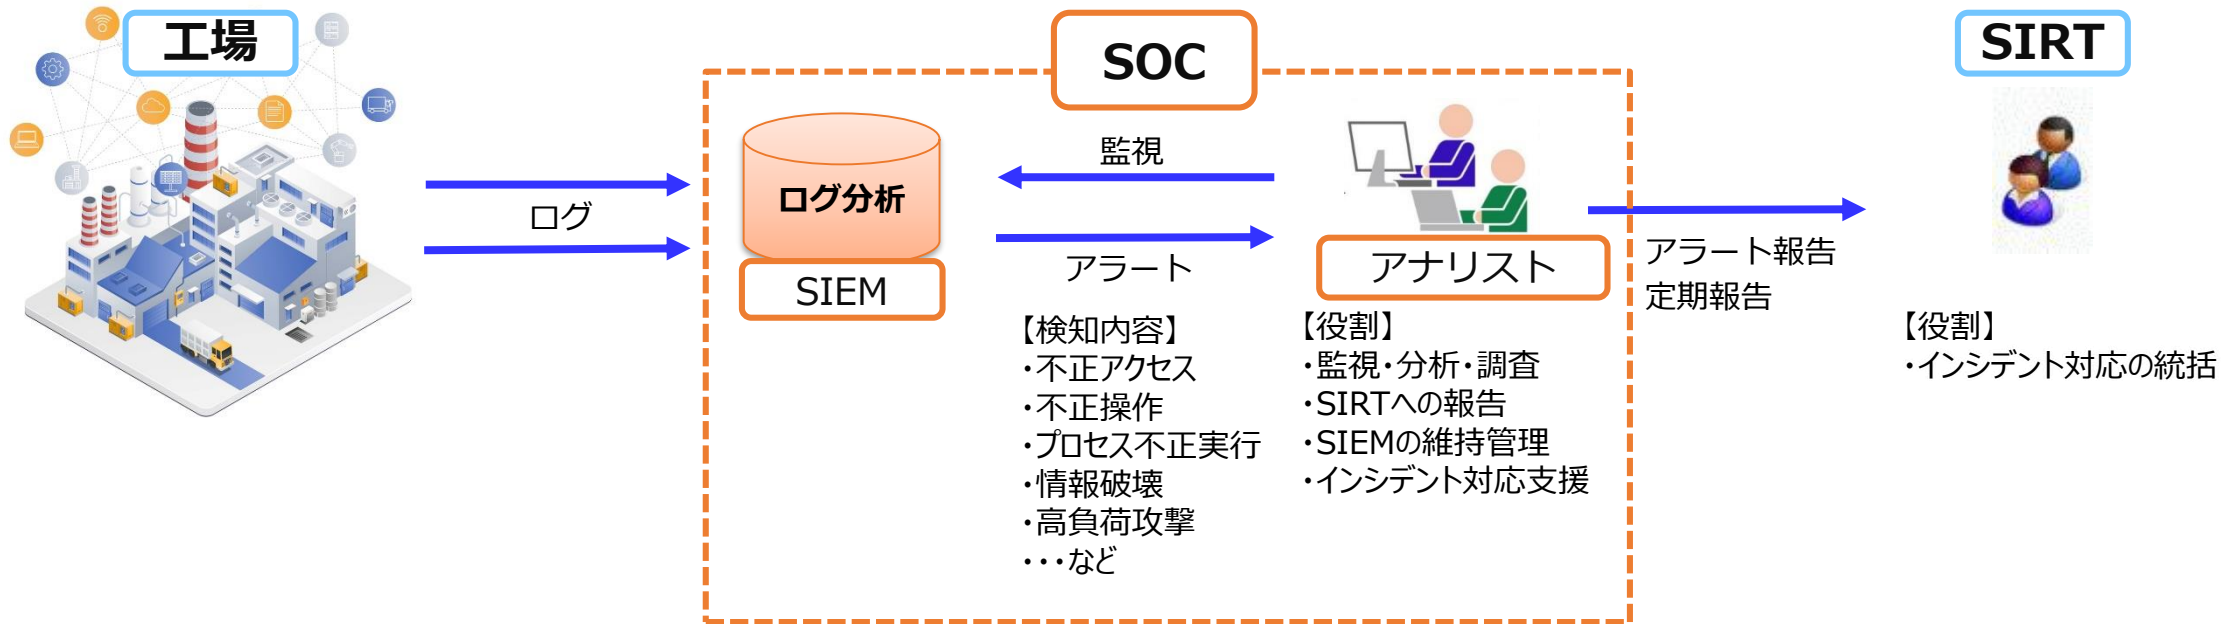 工場
SOC
SIRT
ログ
ログ分析
SIEM
監視
アラート
【検知内容】
・不正アクセス
・不正操作
・プロセス不正実行
・情報破壊
・高負荷攻撃
・・・など
アナリスト
【役割】
・監視・分析・調査
・SIRTへの報告
・SIEMの維持管理
・インシデント対応支援
アラート報告
定期報告
【役割】
・インシデント対応の統括